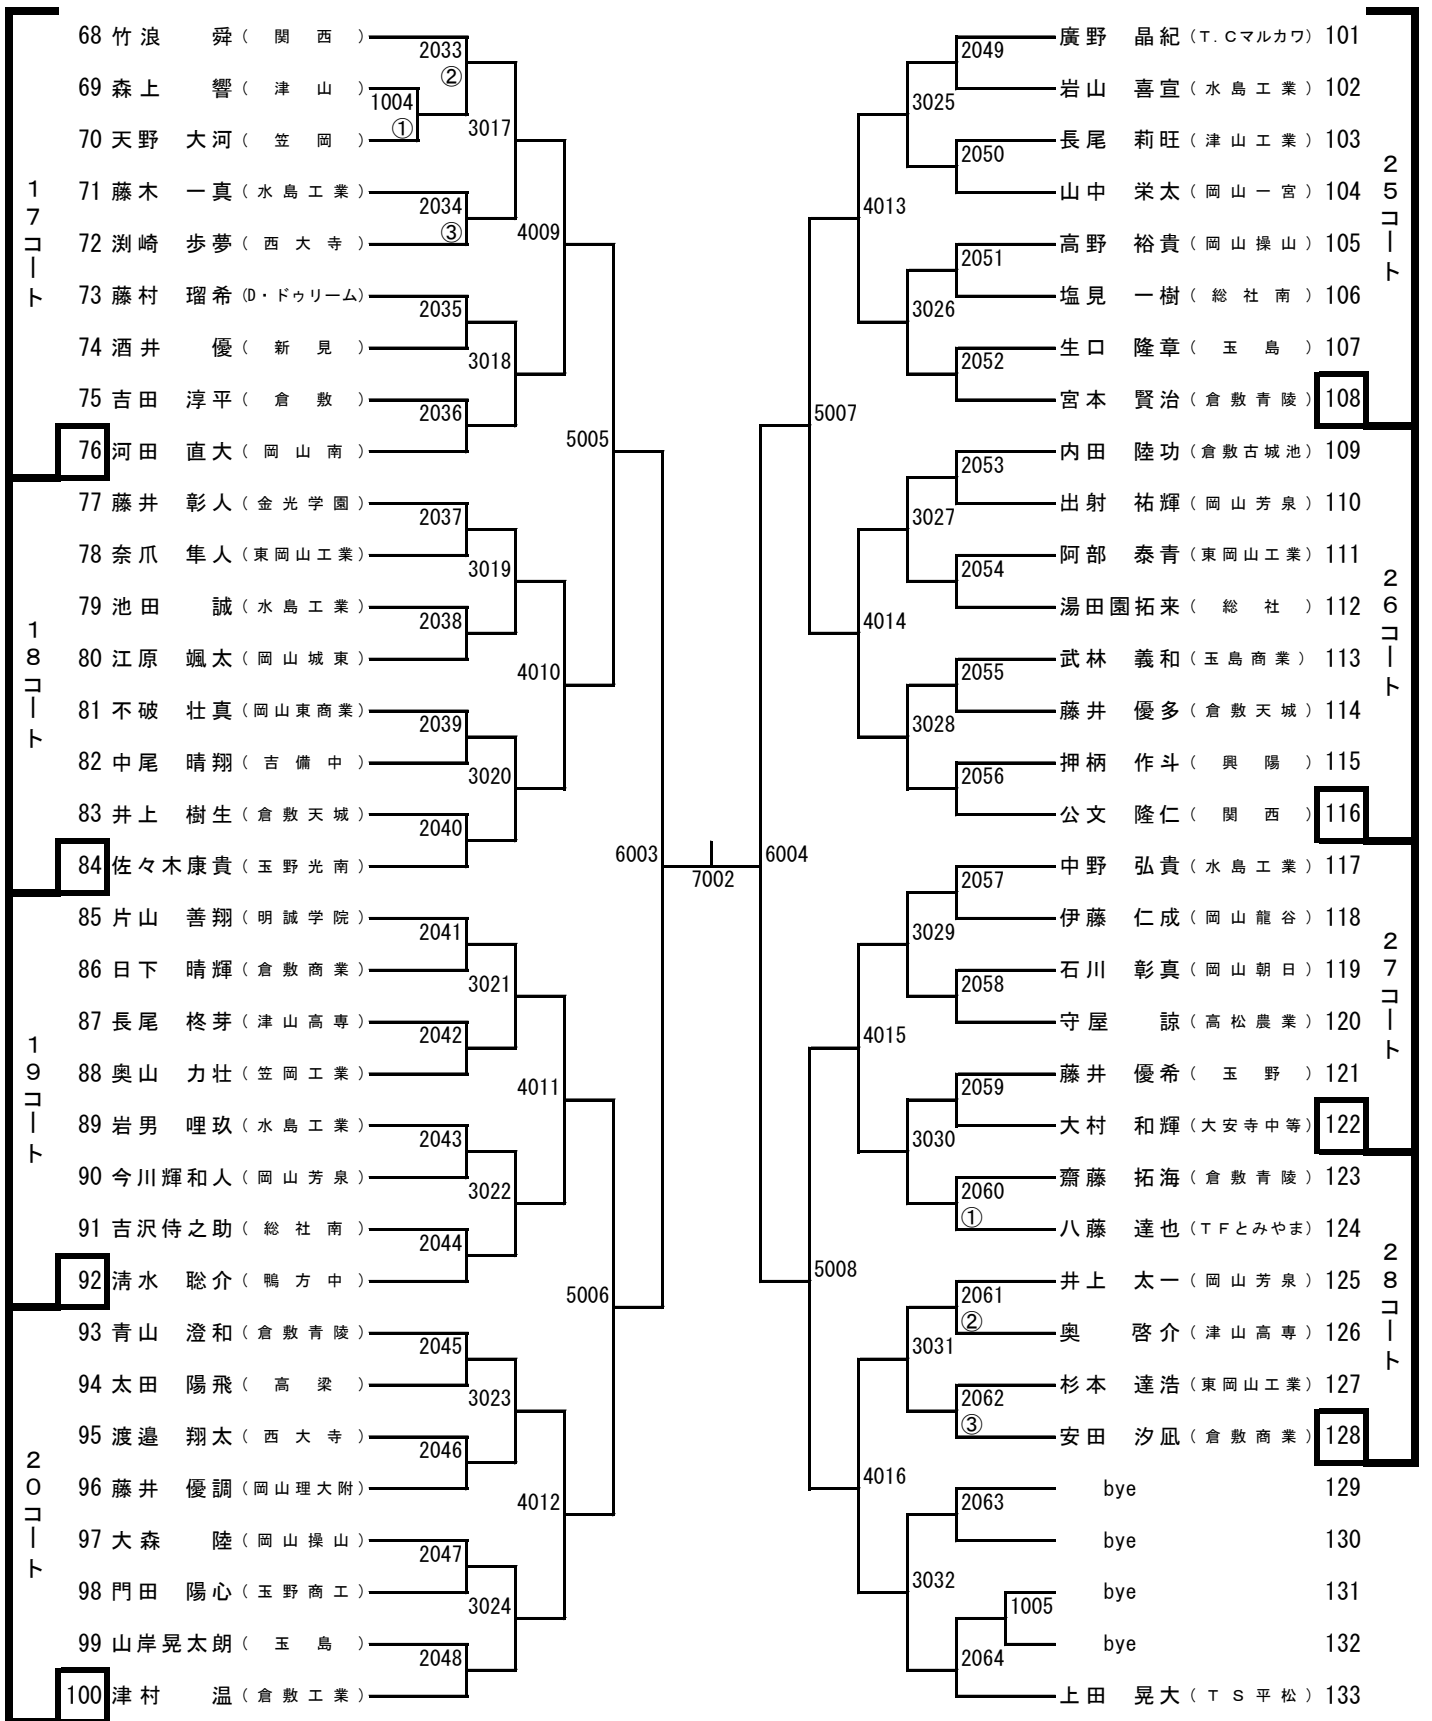 17コート
68 竹浪 舜 (関西)
2033
②
69 森上 響 (津山)
1004
①
70 天野 大河 (笠岡)
3017
71 藤木 一真 (水島工業)
2034
③
72 渕崎 歩夢 (西大寺)
4009
73 藤村 瑠希 (D・ドゥリーム)
2035
74 酒井 優 (新見)
3018
75 吉田 淳平 (倉敷)
2036
76 河田 直大 (岡山南)
5005
18コート
77 藤井 彰人 (金光学園)
2037
78 奈爪 隼人 (東岡山工業)
3019
79 池田 誠 (水島工業)
2038
80 江原 颯太 (岡山城東)
4010
81 不破 壮真 (岡山東商業)
2039
82 中尾 晴翔 (吉備中)
3020
83 井上 樹生 (倉敷天城)
2040
84 佐々木康貴 (玉野光南)
6003
7002
19コート
85 片山 善翔 (明誠学院)
2041
86 日下 晴輝 (倉敷商業)
3021
87 長尾 柊芽 (津山高専)
2042
88 奥山 力壮 (笠岡工業)
4011
89 岩男 哩玖 (水島工業)
2043
90 今川輝和人 (岡山芳泉)
3022
91 吉沢侍之助 (総社南)
2044
92 清水 聡介 (鴨方中)
5006
20コート
93 青山 澄和 (倉敷青陵)
2045
94 太田 陽飛 (高梁)
3023
95 渡邉 翔太 (西大寺)
2046
96 藤井 優調 (岡山理大附)
4012
97 大森 陸 (岡山操山)
2047
98 門田 陽心 (玉野商工)
3024
99 山岸晃太朗 (玉島)
2048
100 津村 温 (倉敷工業)
25コート
廣野 晶紀 (T.Cマルカワ) 101
2049
岩山 喜宣 (水島工業) 102
3025
長尾 莉旺 (津山工業) 103
2050
山中 栄太 (岡山一宮) 104
4013
高野 裕貴 (岡山操山) 105
2051
塩見 一樹 (総社南) 106
3026
生口 隆章 (玉島) 107
2052
宮本 賢治 (倉敷青陵) 108
5007
26コート
内田 陸功 (倉敷古城池) 109
2053
出射 祐輝 (岡山芳泉) 110
3027
阿部 泰青 (東岡山工業) 111
2054
湯田園拓来 (総社) 112
4014
武林 義和 (玉島商業) 113
2055
藤井 優多 (倉敷天城) 114
3028
押柄 作斗 (興陽) 115
2056
公文 隆仁 (関西) 116
6004
27コート
中野 弘貴 (水島工業) 117
2057
伊藤 仁成 (岡山龍谷) 118
3029
石川 彰真 (岡山朝日) 119
2058
守屋 諒 (高松農業) 120
4015
藤井 優希 (玉野) 121
2059
大村 和輝 (大安寺中等) 122
3030
28コート
齋藤 拓海 (倉敷青陵) 123
2060
①
八藤 達也 (TFとみやま) 124
5008
井上 太一 (岡山芳泉) 125
2061
②
奥 啓介 (津山高専) 126
3031
杉本 達浩 (東岡山工業) 127
2062
③
安田 汐凪 (倉敷商業) 128
4016
bye 129
2063
bye 130
3032
bye 131
1005
bye 132
2064
上田 晃大 (TS平松) 133